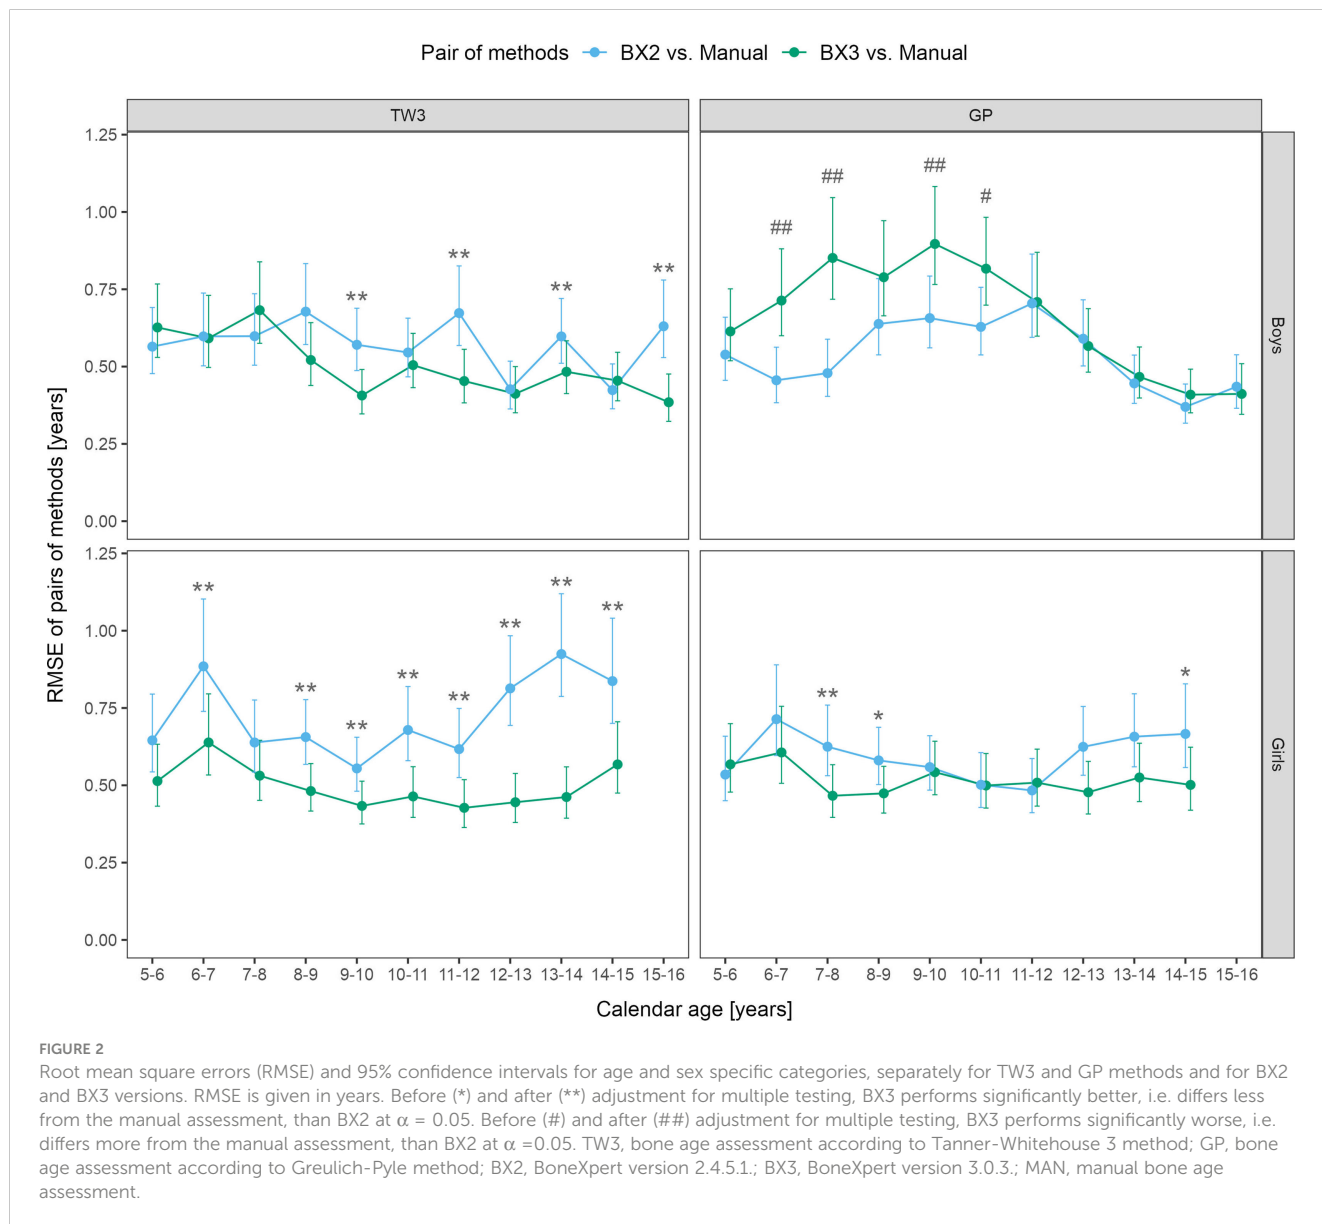 Pair of methods BX2 vs. Manual BX3 vs. Manual
TW3 GP
1.25
1.00
0.75
0.50
0.25
0.00
** ** ** **
## ## ## #
Boys
RMSE of pairs of methods [years]
1.25
1.00
0.75
0.50
0.25
0.00
** ** ** ** ** ** ** **
** * *
Girls
5-6 6-7 7-8 8-9 9-10 10-11 11-12 12-13 13-14 14-15 15-16 5-6 6-7 7-8 8-9 9-10 10-11 11-12 12-13 13-14 14-15 15-16
Calendar age [years]
FIGURE 2
Root mean square errors (RMSE) and 95% confidence intervals for age and sex specific categories, separately for TW3 and GP methods and for BX2
and BX3 versions. RMSE is given in years. Before (*) and after (**) adjustment for multiple testing, BX3 performs significantly better, i.e. differs less
from the manual assessment, than BX2 at α = 0.05. Before (#) and after (##) adjustment for multiple testing, BX3 performs significantly worse, i.e.
differs more from the manual assessment, than BX2 at α =0.05. TW3, bone age assessment according to Tanner-Whitehouse 3 method; GP, bone
age assessment according to Greulich-Pyle method; BX2, BoneXpert version 2.4.5.1.; BX3, BoneXpert version 3.0.3.; MAN, manual bone age
assessment.